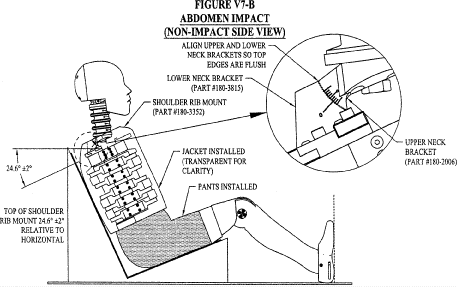 FIGURE V7-B
ABDOMEN IMPACT
(NON-IMPACT SIDE VIEW)
ALIGN UPPER AND LOWER
NECK BRACKETS SO TOP
EDGES ARE FLUSH
LOWER NECK BRACKET
(PART #180-3815)
SHOULDER RIB MOUNT
(PART #180-3352)
JACKET INSTALLED
(TRANSPARENT FOR
CLARITY)
PANTS INSTALLED
UPPER NECK
BRACKET
(PART #180-2006)
24.6° ±2°
TOP OF SHOULDER
RIB MOUNT 24.6° ±2°
RELATIVE TO
HORIZONTAL